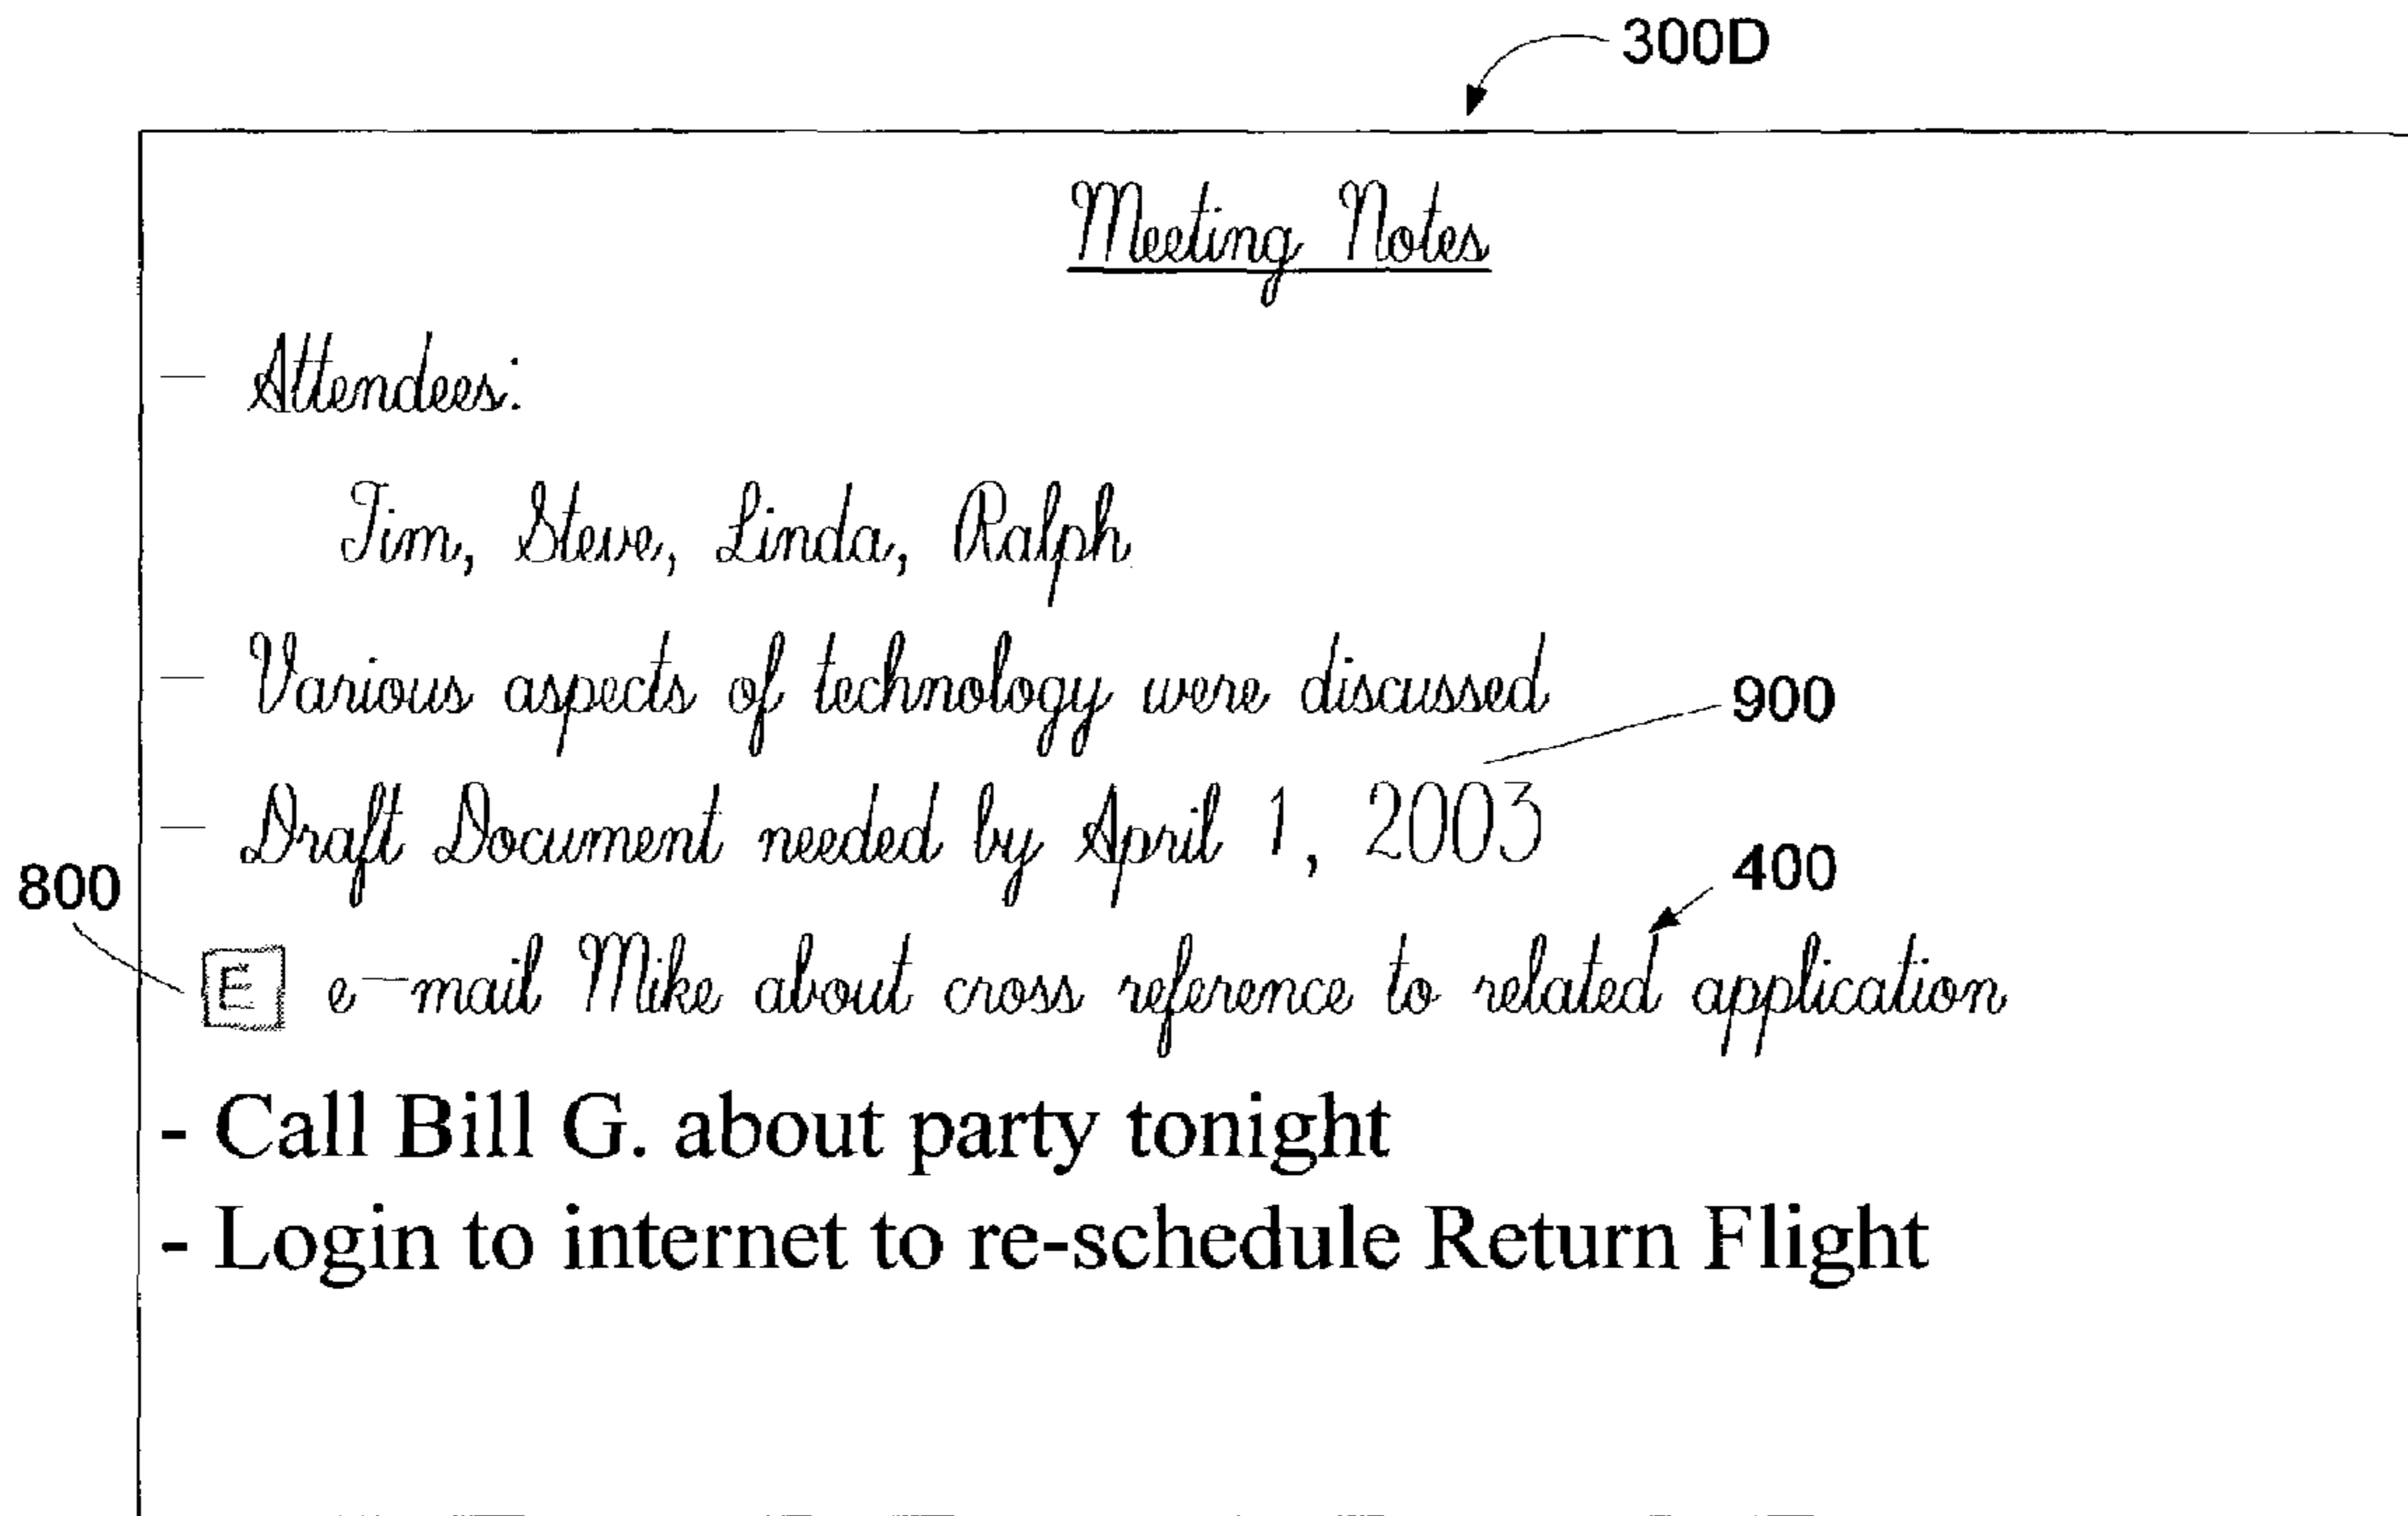 300D
Meeting Notes
— Attendees:
Tim, Steve, Linda, Ralph
— Various aspects of technology were discussed
900
— Draft Document needed by April 1, 2003
800
400
E e-mail Mike about cross reference to related application
- Call Bill G. about party tonight
- Login to internet to re-schedule Return Flight